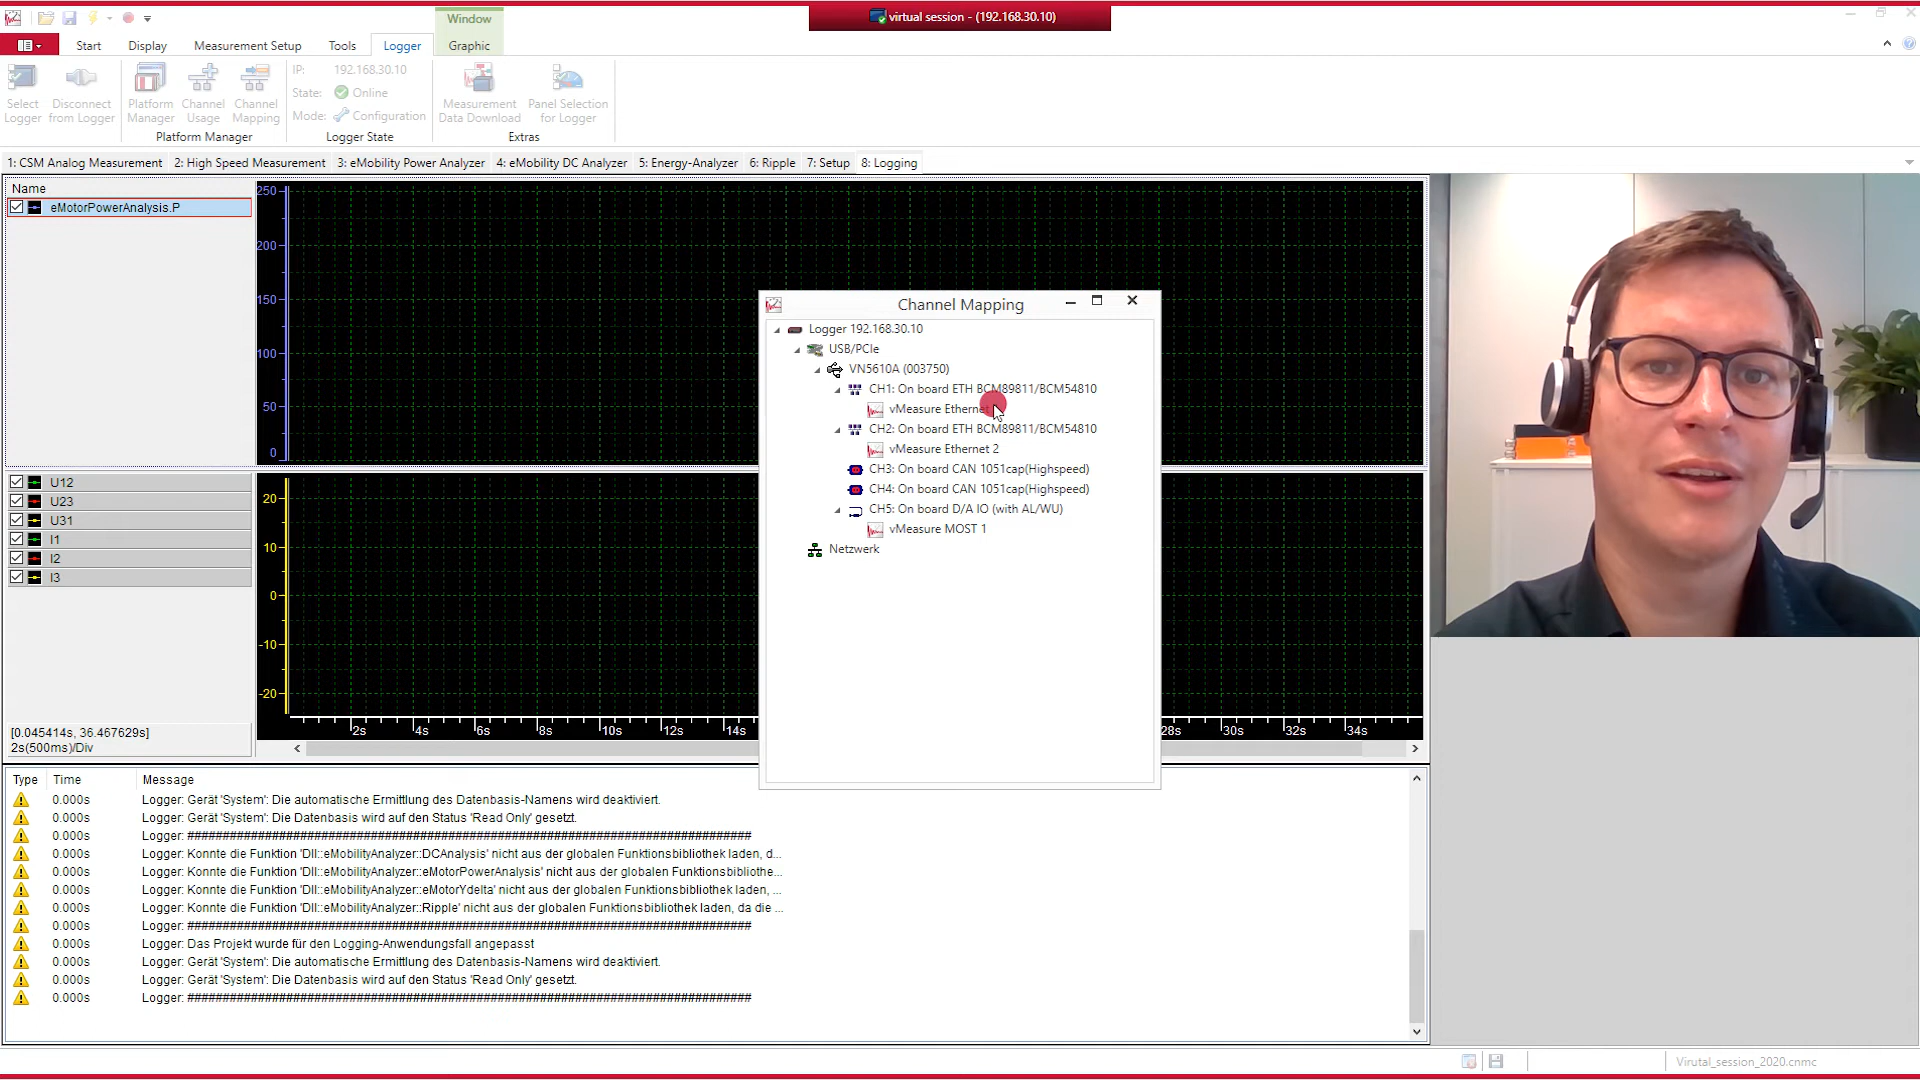 virtual session - (192.168.30.10)
Window
Start
Display
Measurement Setup
Tools
Logger
Graphic
Select Logger
Disconnect from Logger
Platform Manager
Channel Usage
Channel Mapping
Platform Manager
IP: 192.168.30.10
State: Online
Mode: Configuration
Logger State
Measurement Data Download
Panel Selection for Logger
Extras
1: CSM Analog Measurement
2: High Speed Measurement
3: eMobility Power Analyzer
4: eMobility DC Analyzer
5: Energy-Analyzer
6: Ripple
7: Setup
8: Logging
Name
eMotorPowerAnalysis.P
250
200
150
100
50
0
U12
U23
U31
I1
I2
I3
20
10
0
-10
-20
[0.045414s, 36.467629s]
2s(500ms)/Div
2s
4s
6s
8s
10s
12s
14s
28s
30s
32s
34s
Channel Mapping
Logger 192.168.30.10
USB/PCIe
VN5610A (003750)
CH1: On board ETH BCM89811/BCM54810
vMeasure Ethernet
CH2: On board ETH BCM89811/BCM54810
vMeasure Ethernet 2
CH3: On board CAN 1051cap(Highspeed)
CH4: On board CAN 1051cap(Highspeed)
CH5: On board D/A IO (with AL/WU)
vMeasure MOST 1
Netzwerk
Type Time Message
0.000s Logger: Gerät 'System': Die automatische Ermittlung des Datenbasis-Namens wird deaktiviert.
0.000s Logger: Gerät 'System': Die Datenbasis wird auf den Status 'Read Only' gesetzt.
0.000s Logger: ################################################################################
0.000s Logger: Konnte die Funktion 'Dll::eMobilityAnalyzer::DCAnalysis' nicht aus der globalen Funktionsbibliothek laden, d...
0.000s Logger: Konnte die Funktion 'Dll::eMobilityAnalyzer::eMotorPowerAnalysis' nicht aus der globalen Funktionsbibliothe...
0.000s Logger: Konnte die Funktion 'Dll::eMobilityAnalyzer::eMotorYdelta' nicht aus der globalen Funktionsbibliothek laden, ...
0.000s Logger: Konnte die Funktion 'Dll::eMobilityAnalyzer::Ripple' nicht aus der globalen Funktionsbibliothek laden, da die ...
0.000s Logger: ################################################################################
0.000s Logger: Das Projekt wurde für den Logging-Anwendungsfall angepasst
0.000s Logger: Gerät 'System': Die automatische Ermittlung des Datenbasis-Namens wird deaktiviert.
0.000s Logger: Gerät 'System': Die Datenbasis wird auf den Status 'Read Only' gesetzt.
0.000s Logger: ################################################################################
Virutal_session_2020.cnmc